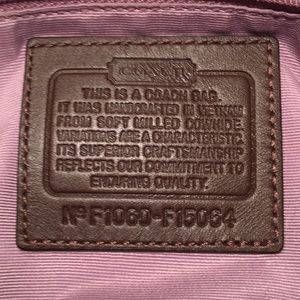 COACH
THIS IS A COACH BAG.
IT WAS HANDCRAFTED IN VIETNAM
FROM SOFT MILLED COWHIDE.
VARIATIONS ARE A CHARACTERISTIC.
ITS SUPERIOR CRAFTSMANSHIP
REFLECTS OUR COMMITMENT TO
ENDURING QUALITY.
Nº F1060-F15064